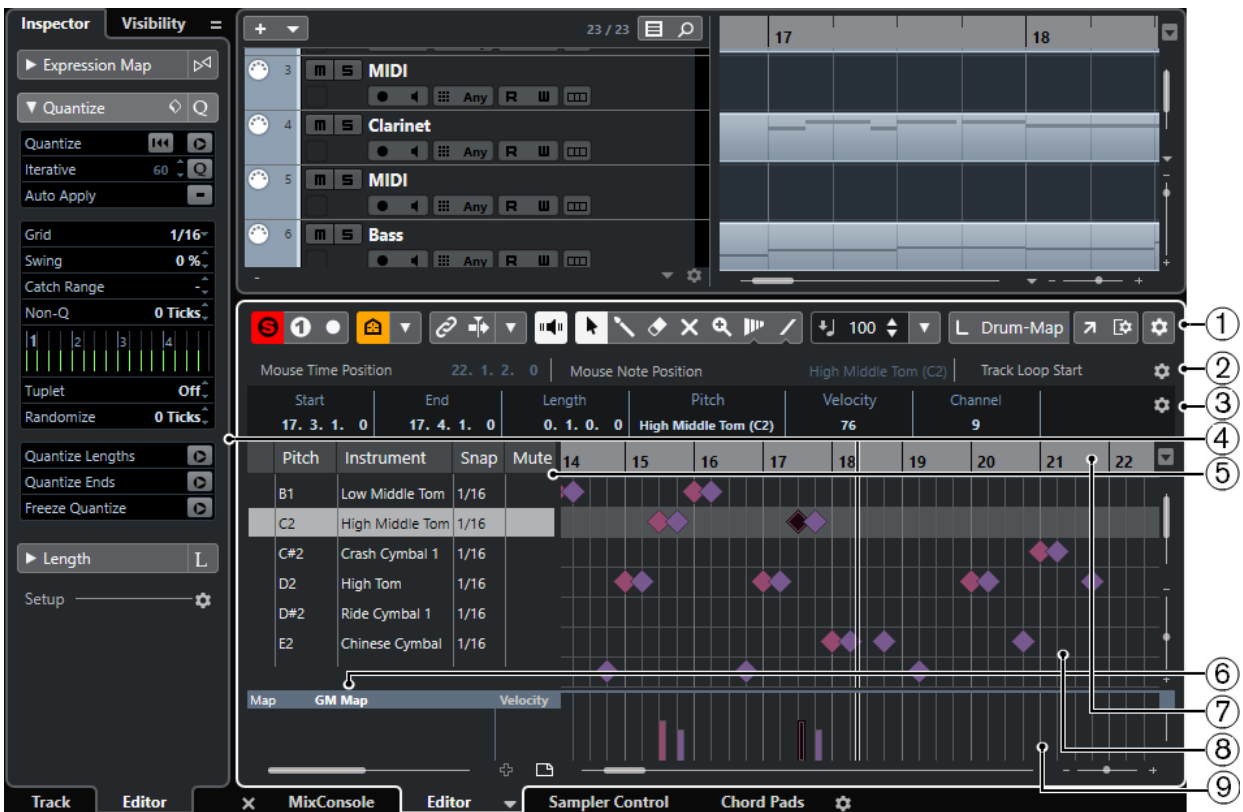 Inspector Visibility
Expression Map
Quantize Q
Quantize
Iterative 60 Q
Auto Apply
Grid 1/16
Swing 0 %
Catch Range -
Non-Q 0 Ticks
1 2 3 4
Tuplet Off
Randomize 0 Ticks
Quantize Lengths
Quantize Ends
Freeze Quantize
Length L
Setup
23 / 23
17 18
3 m S MIDI
Any R W
4 m S Clarinet
Any R W
5 m S MIDI
Any R W
6 m S Bass
Any R W
S 1 100 L Drum-Map
Mouse Time Position 22. 1. 2. 0 Mouse Note Position High Middle Tom (C2) Track Loop Start
Start End Length Pitch Velocity Channel
17. 3. 1. 0 17. 4. 1. 0 0. 1. 0. 0 High Middle Tom (C2) 76 9
Pitch Instrument Snap Mute 14 15 16 17 18 19 20 21 22
B1 Low Middle Tom 1/16
C2 High Middle Tom 1/16
C#2 Crash Cymbal 1 1/16
D2 High Tom 1/16
D#2 Ride Cymbal 1 1/16
E2 Chinese Cymbal 1/16
Map GM Map Velocity
Track Editor MixConsole Editor Sampler Control Chord Pads
1
2
3
4
5
6
7
8
9